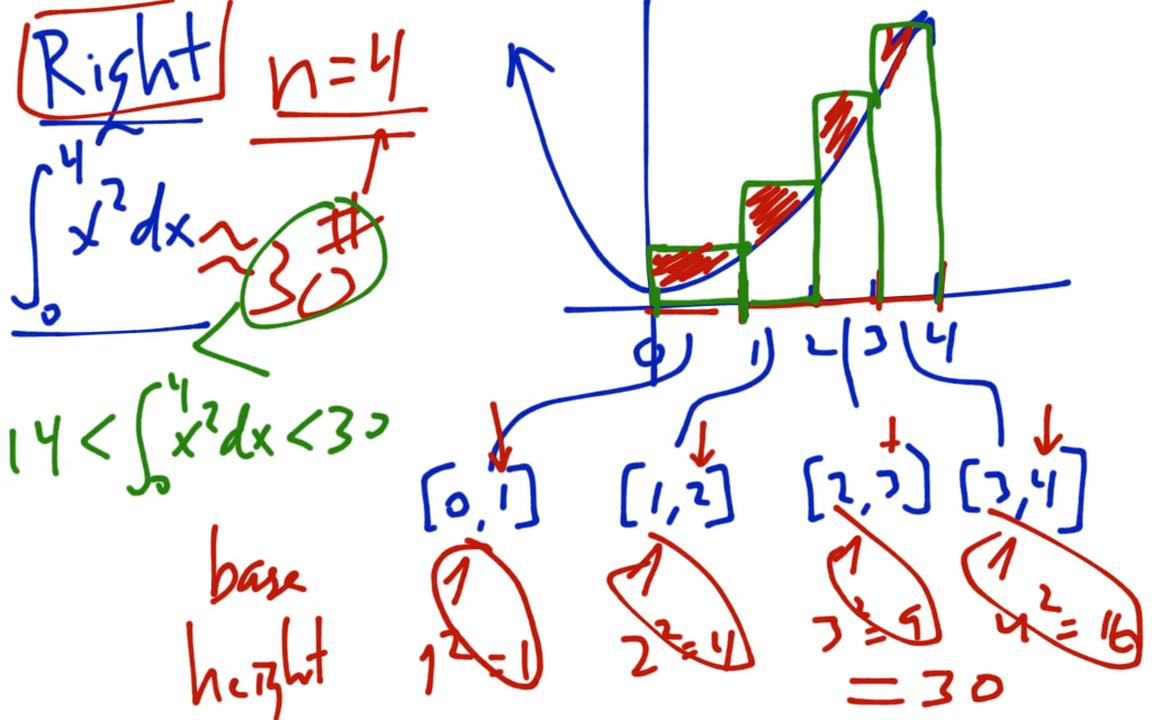 Right
n=4
∫₀⁴ x² dx ≈ 30 #
14 < ∫₀⁴ x² dx < 30
0 1 2 3 4
[0,1] [1,2] [2,3] [3,4]
base 1 1 1 1
height 1²=1 2²=4 3²=9 4²=16
=30